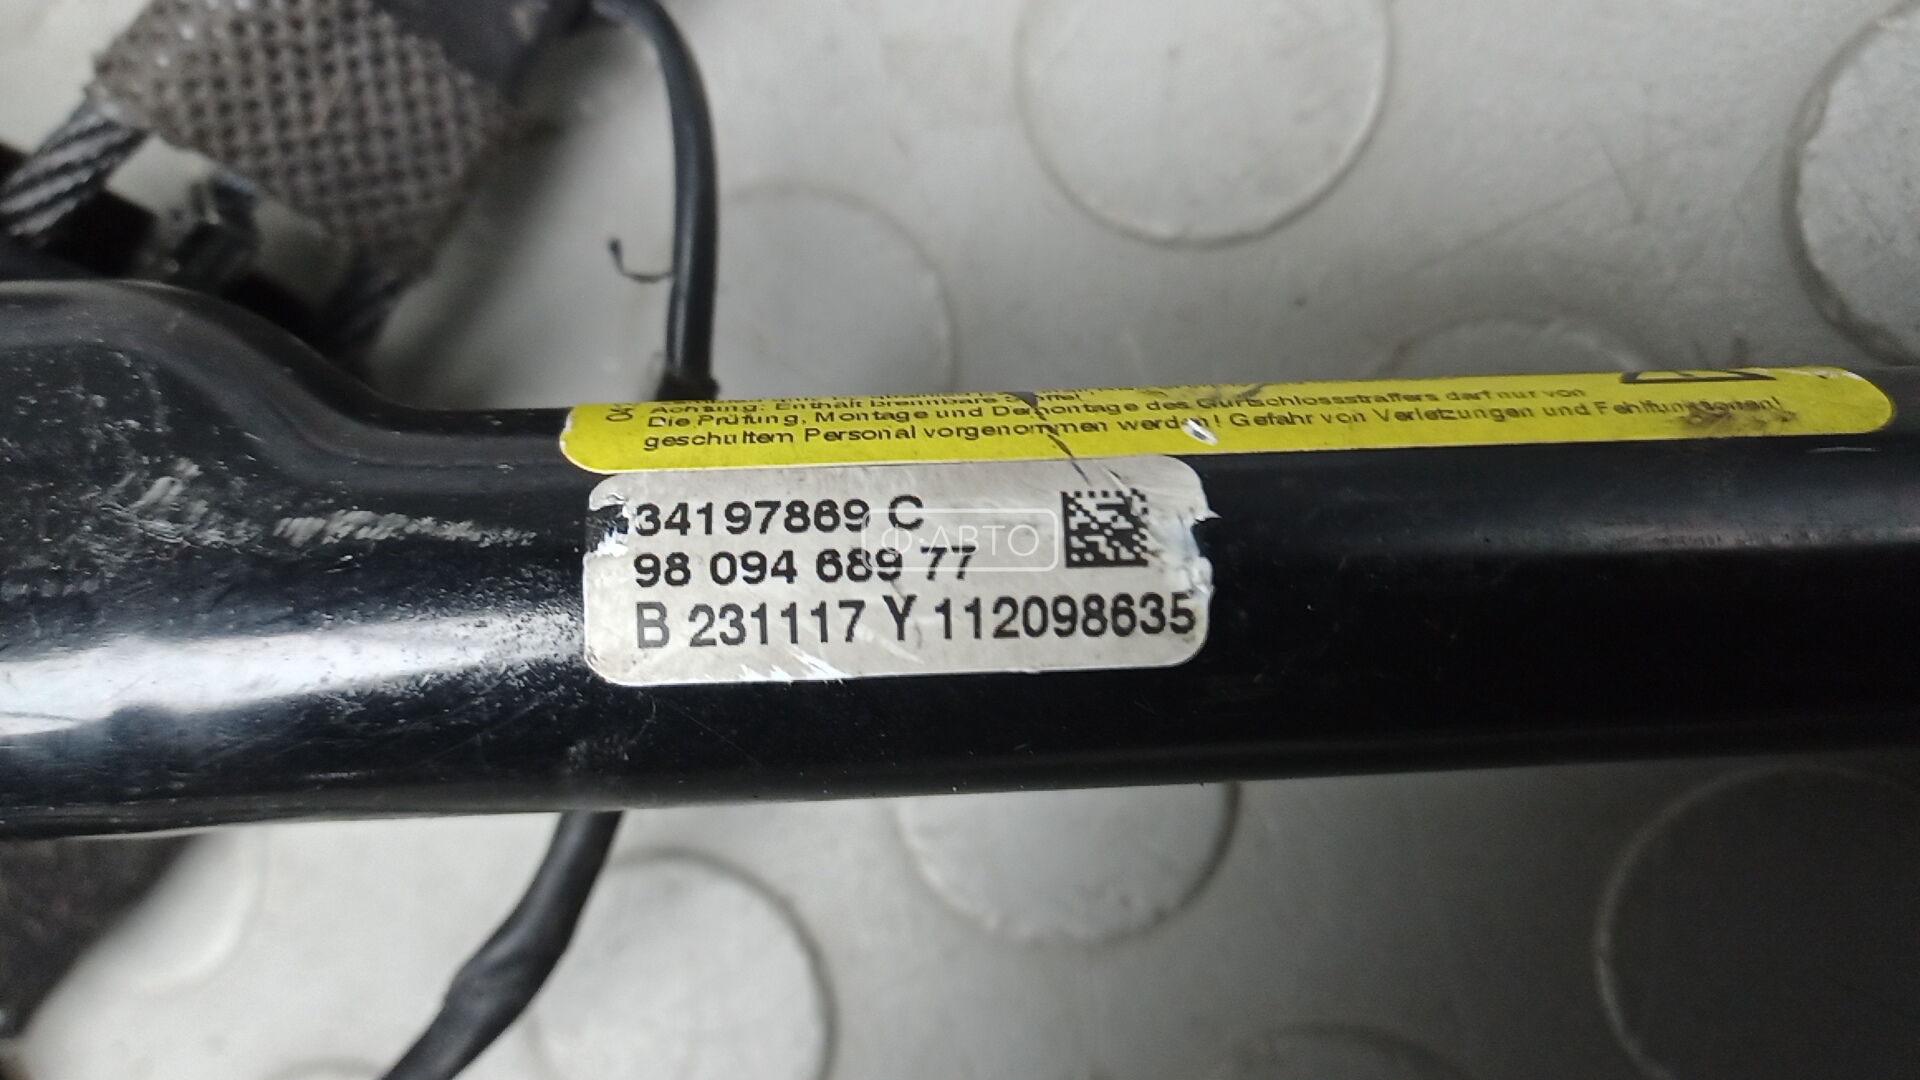 Achtung: Enthält brennbare Stoffe!
Die Prüfung, Montage und Demontage des Gurtschlossstraffers darf nur von
geschultem Personal vorgenommen werden! Gefahr von Verletzungen und Fehlfunktionen!
34197869 C
Ф-АВТО
98 094 689 77
B 231117 Y 112098635